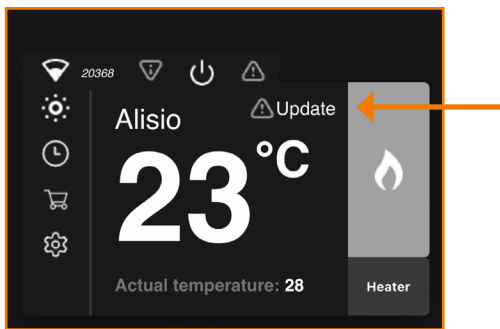 20368
Alisio
Update
23°C
Actual temperature: 28
Heater